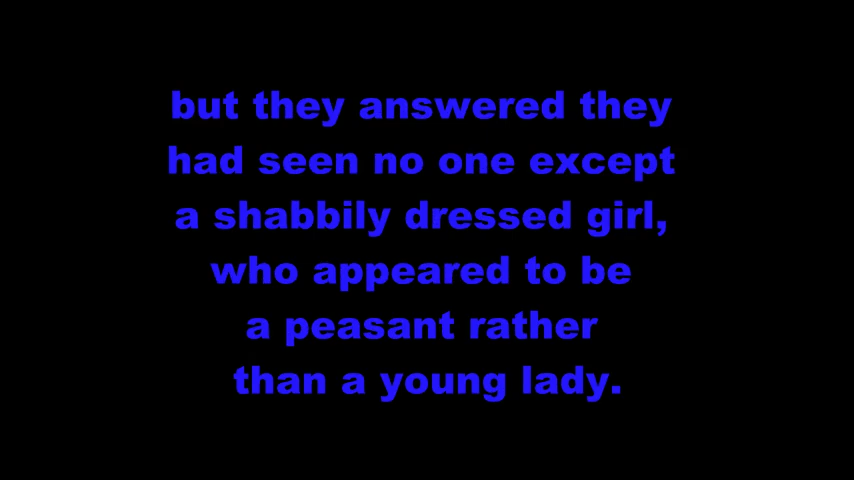 but they answered they
had seen no one except
a shabbily dressed girl,
who appeared to be
a peasant rather
than a young lady.